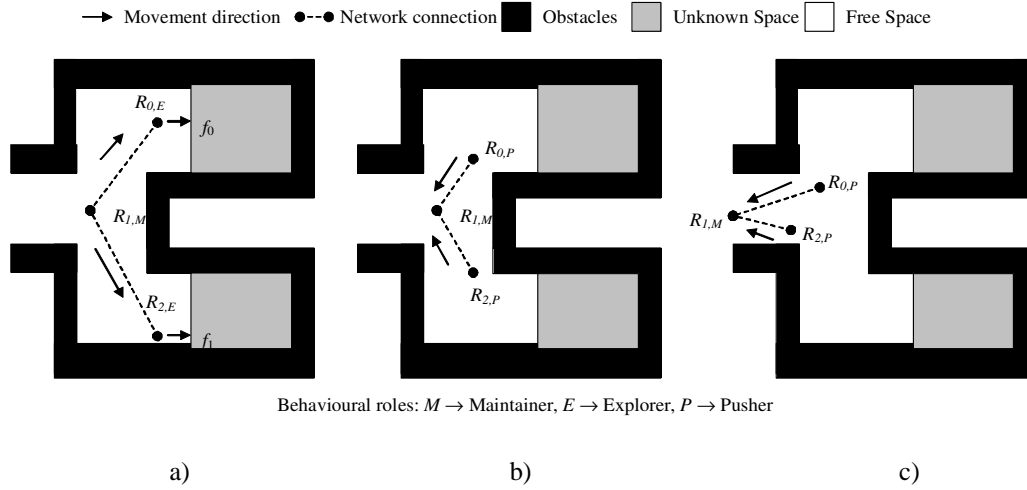 Movement direction Network connection Obstacles Unknown Space Free Space
R0,E
f0
R1,M
R2,E
f1
R0,P
R1,M
R2,P
R0,P
R1,M
R2,P
Behavioural roles: M → Maintainer, E → Explorer, P → Pusher
a) b) c)